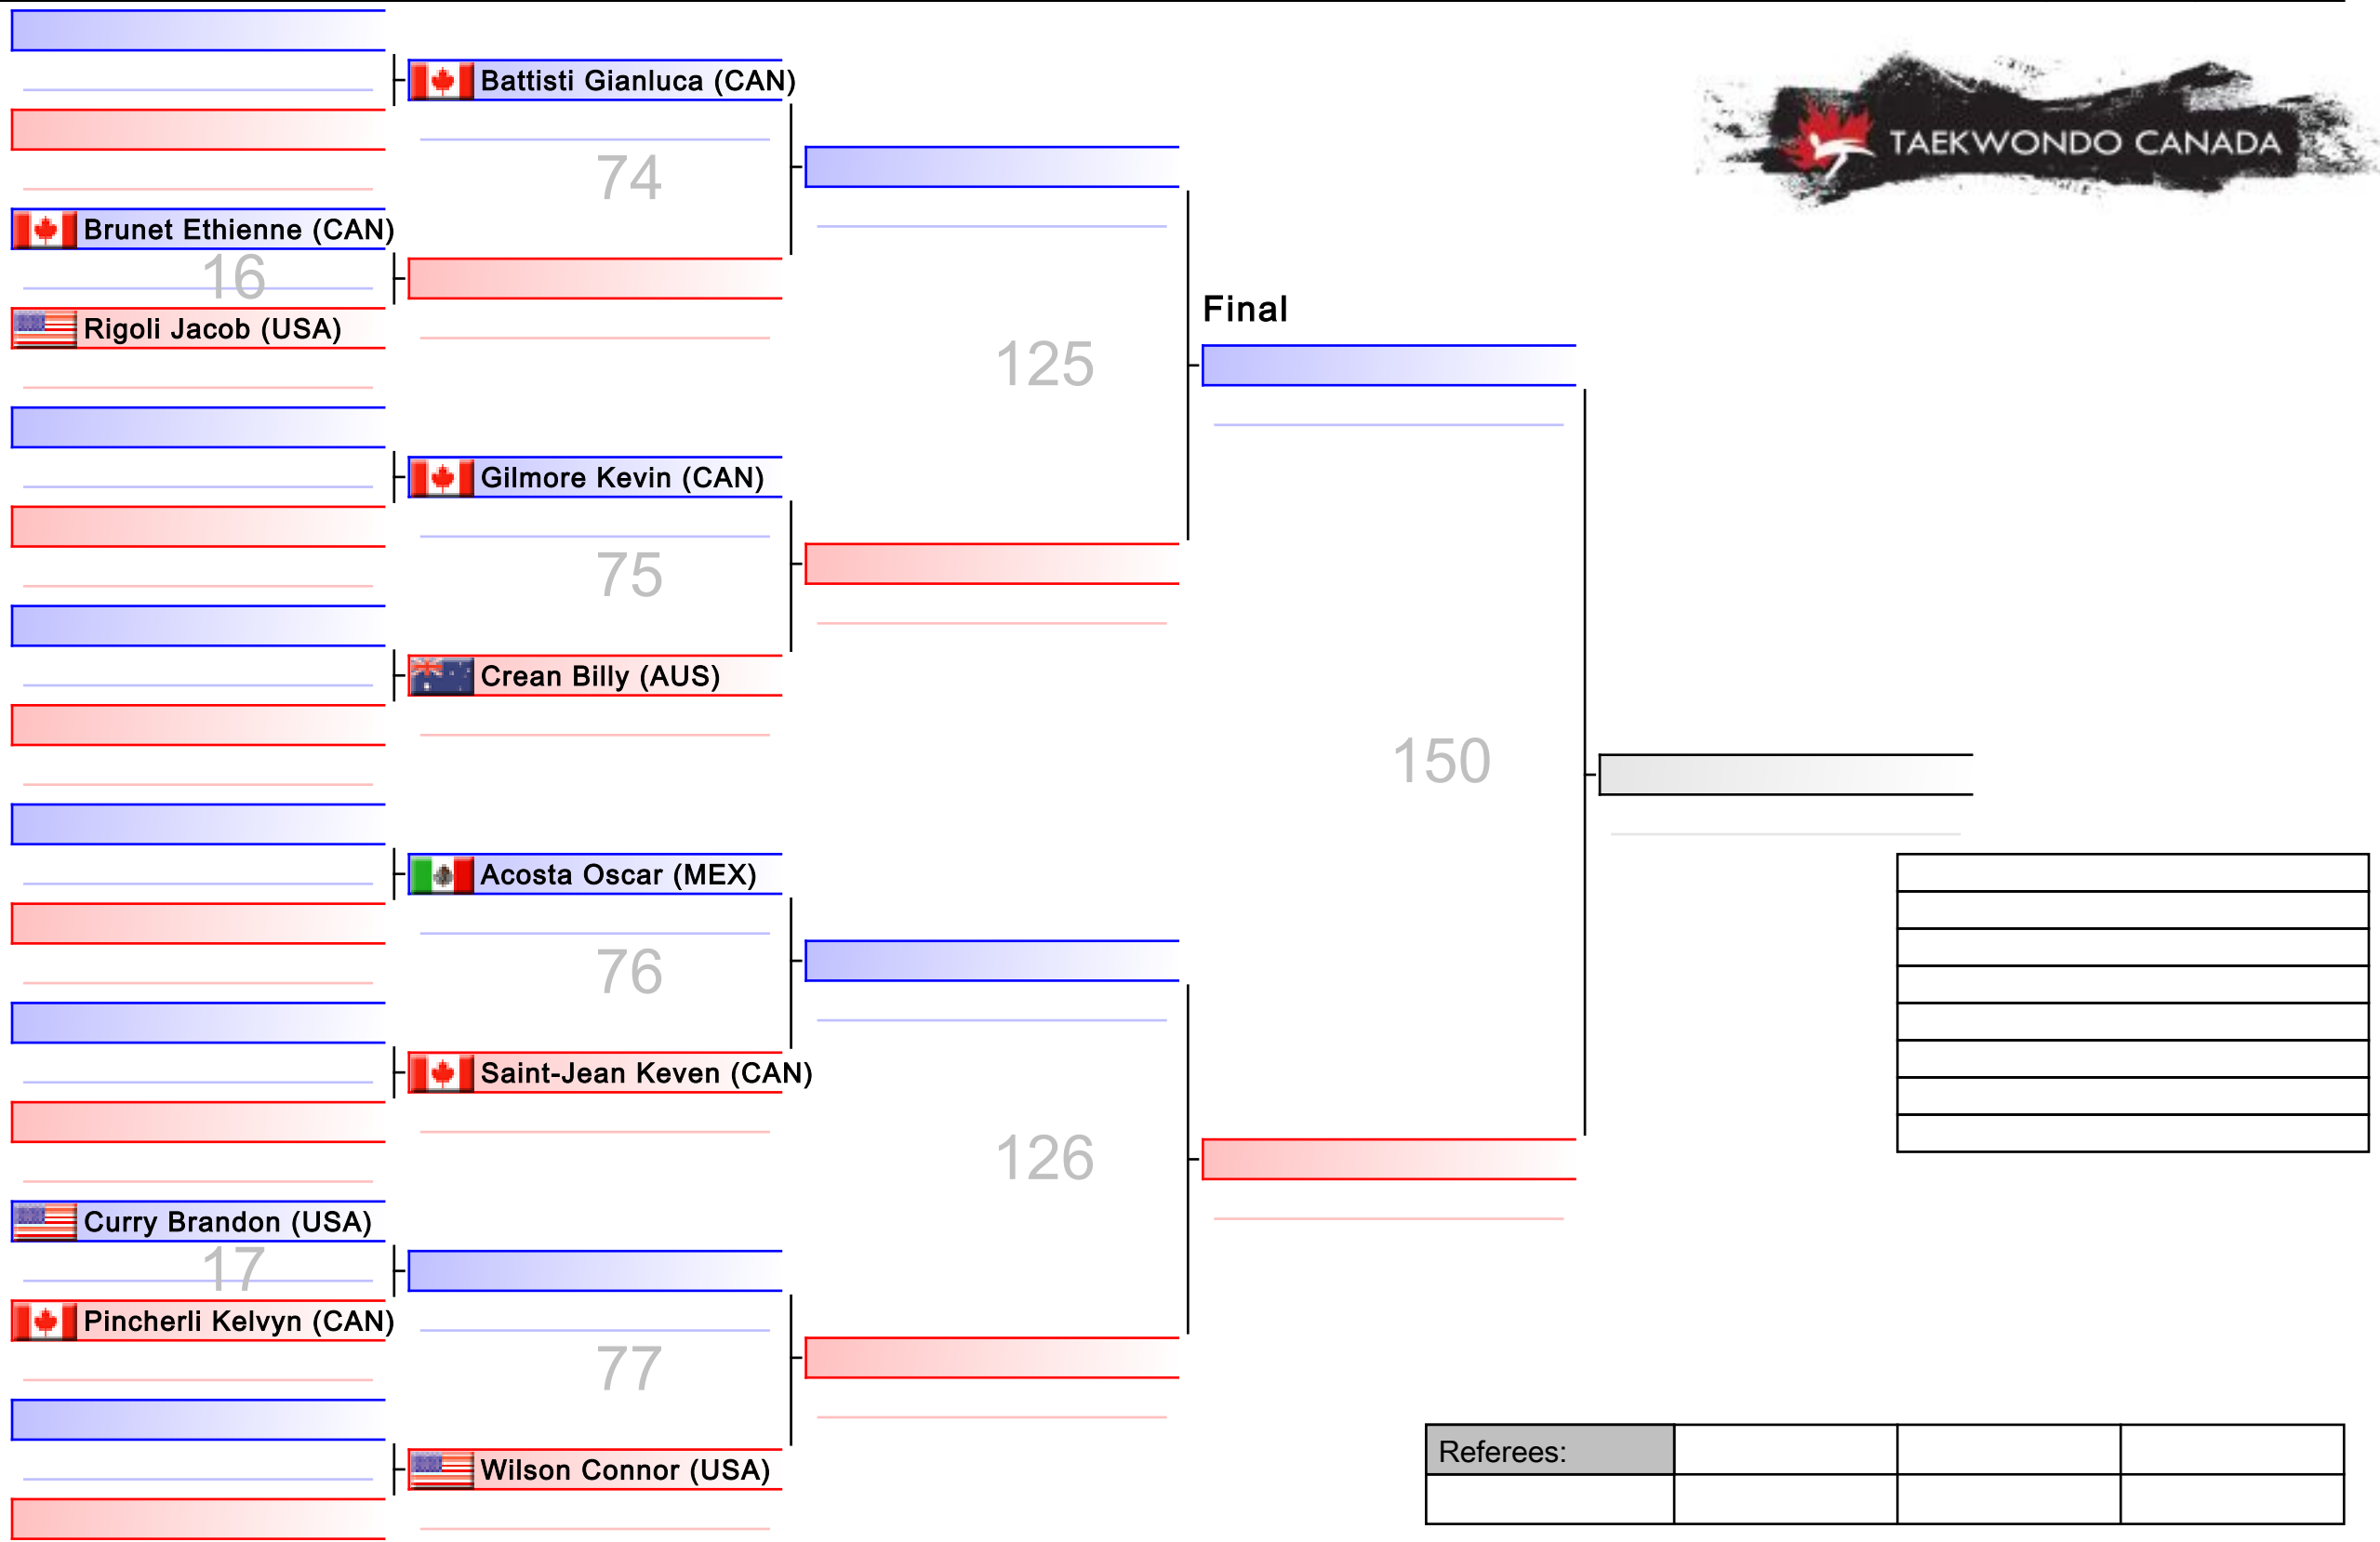 TAEKWONDO CANADA
Battisti Gianluca (CAN)
74
Brunet Ethienne (CAN)
16
Rigoli Jacob (USA)
Final
125
Gilmore Kevin (CAN)
75
Crean Billy (AUS)
150
Acosta Oscar (MEX)
76
Saint-Jean Keven (CAN)
126
Curry Brandon (USA)
17
Pincherli Kelvyn (CAN)
77
Wilson Connor (USA)
Referees: